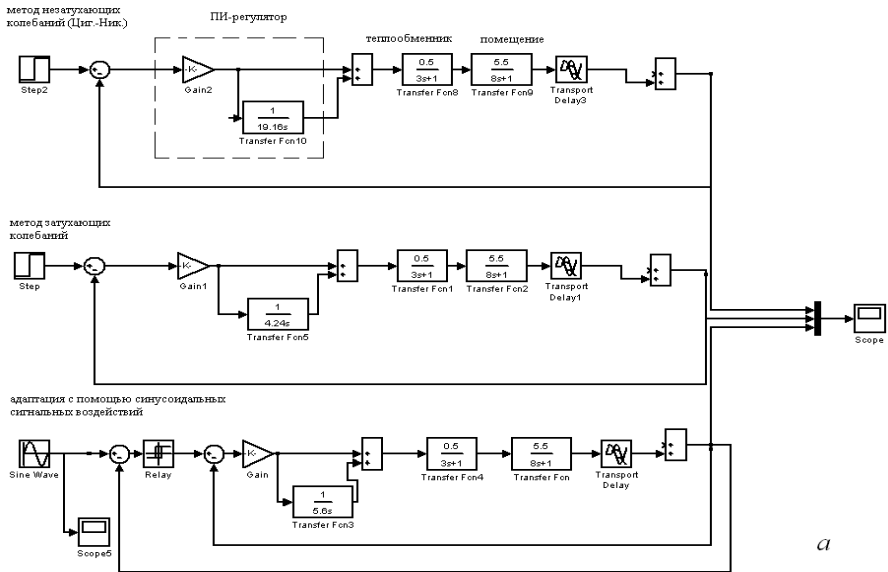 метод незатухающих
колебаний (Циг.-Ник.)
ПИ-регулятор
теплообменник
помещение
-K-
0.5
3s+1
5.5
8s+1
Step2
Gain2
Transfer Fcn8
Transfer Fcn9
Transport
Delay3
1
19.16s
Transfer Fcn10
метод затухающих
колебаний
-K-
0.5
3s+1
5.5
8s+1
Step
Gain1
Transfer Fcn1
Transfer Fcn2
Transport
Delay1
1
4.24s
Transfer Fcn5
Scope
адаптация с помощью синусоидальных
сигнальных воздействий
-K-
0.5
3s+1
5.5
8s+1
Sine Wave
Relay
Gain
Transfer Fcn4
Transfer Fcn
Transport
Delay
1
5.6s
Transfer Fcn3
Scope5
а